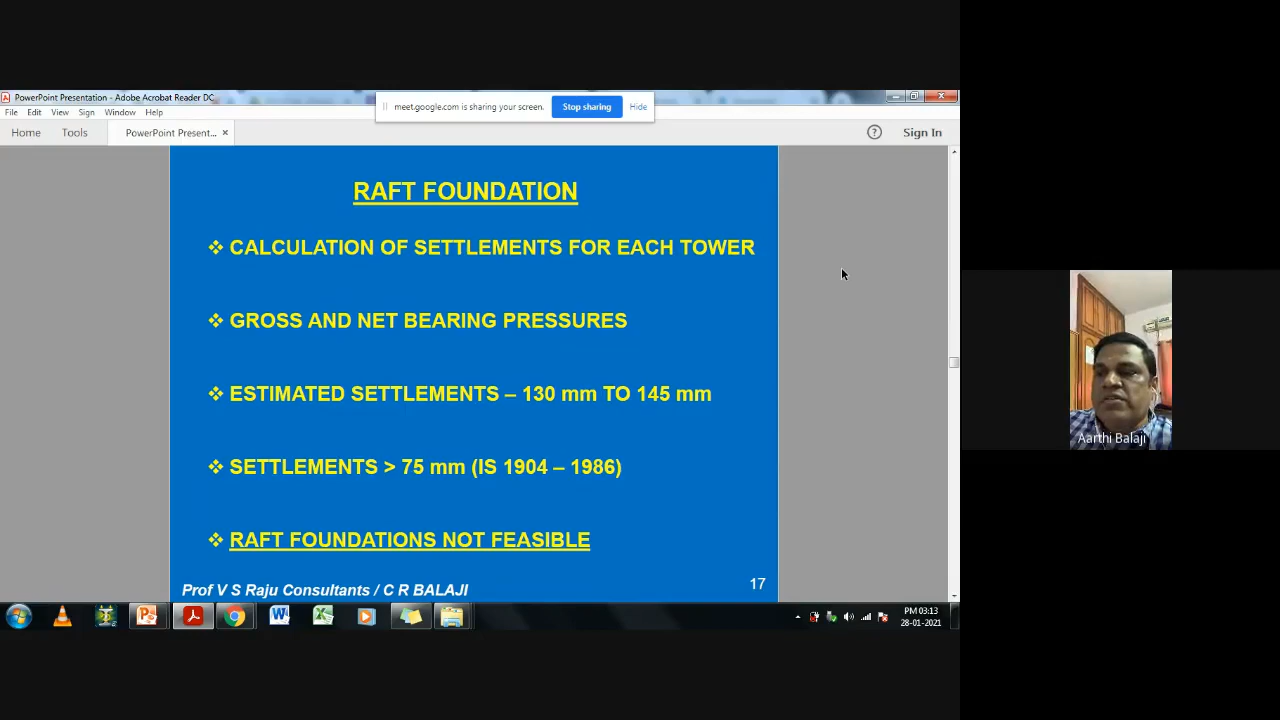 PowerPoint Presentation - Adobe Acrobat Reader DC
File Edit View Sign Window Help
meet.google.com is sharing your screen. Stop sharing Hide
Home Tools PowerPoint Present... × ? Sign In
RAFT FOUNDATION
❖ CALCULATION OF SETTLEMENTS FOR EACH TOWER
❖ GROSS AND NET BEARING PRESSURES
❖ ESTIMATED SETTLEMENTS – 130 mm TO 145 mm
❖ SETTLEMENTS > 75 mm (IS 1904 – 1986)
❖ RAFT FOUNDATIONS NOT FEASIBLE
Prof V S Raju Consultants / C R BALAJI 17
Aarthi Balaji
PM 03:13
28-01-2021